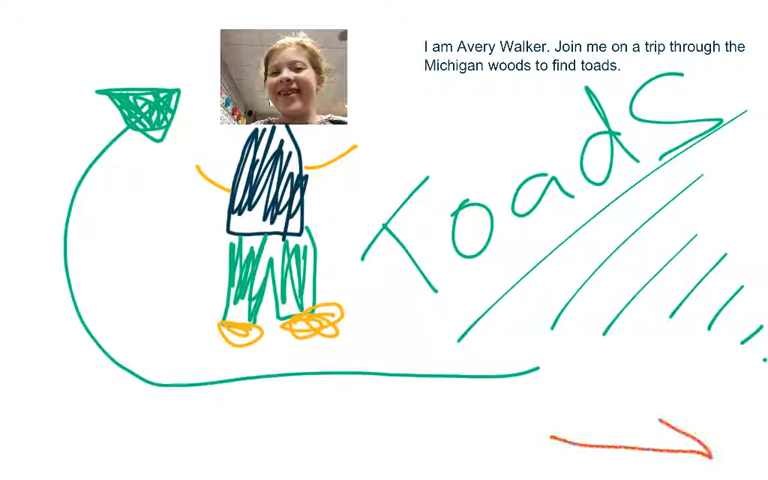 I am Avery Walker. Join me on a trip through the
Michigan woods to find toads.
Toads